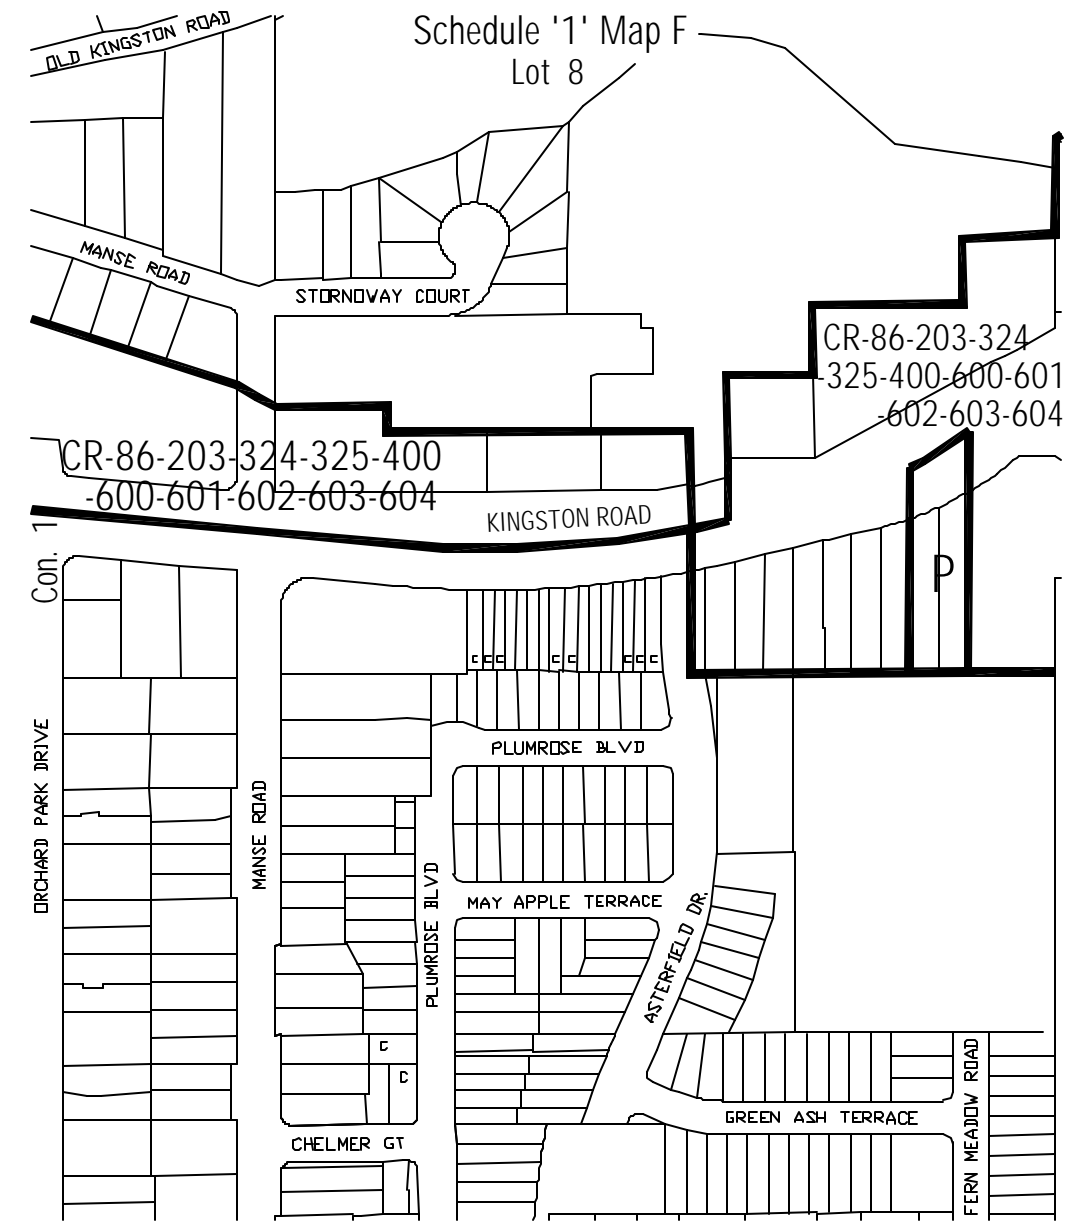 Schedule '1' Map F
Lot 8
OLD KINGSTON ROAD
MANSE ROAD
STORNOWAY COURT
CR-86-203-324
-325-400-600-601
-602-603-604
CR-86-203-324-325-400
-600-601-602-603-604
KINGSTON ROAD
Con. 1
P
C C C C C C C C
PLUMROSE BLVD
ORCHARD PARK DRIVE
MANSE ROAD
PLUMROSE BLVD
MAY APPLE TERRACE
ASTERFIELD DR.
C
C
GREEN ASH TERRACE
FERN MEADOW ROAD
CHELMER GT